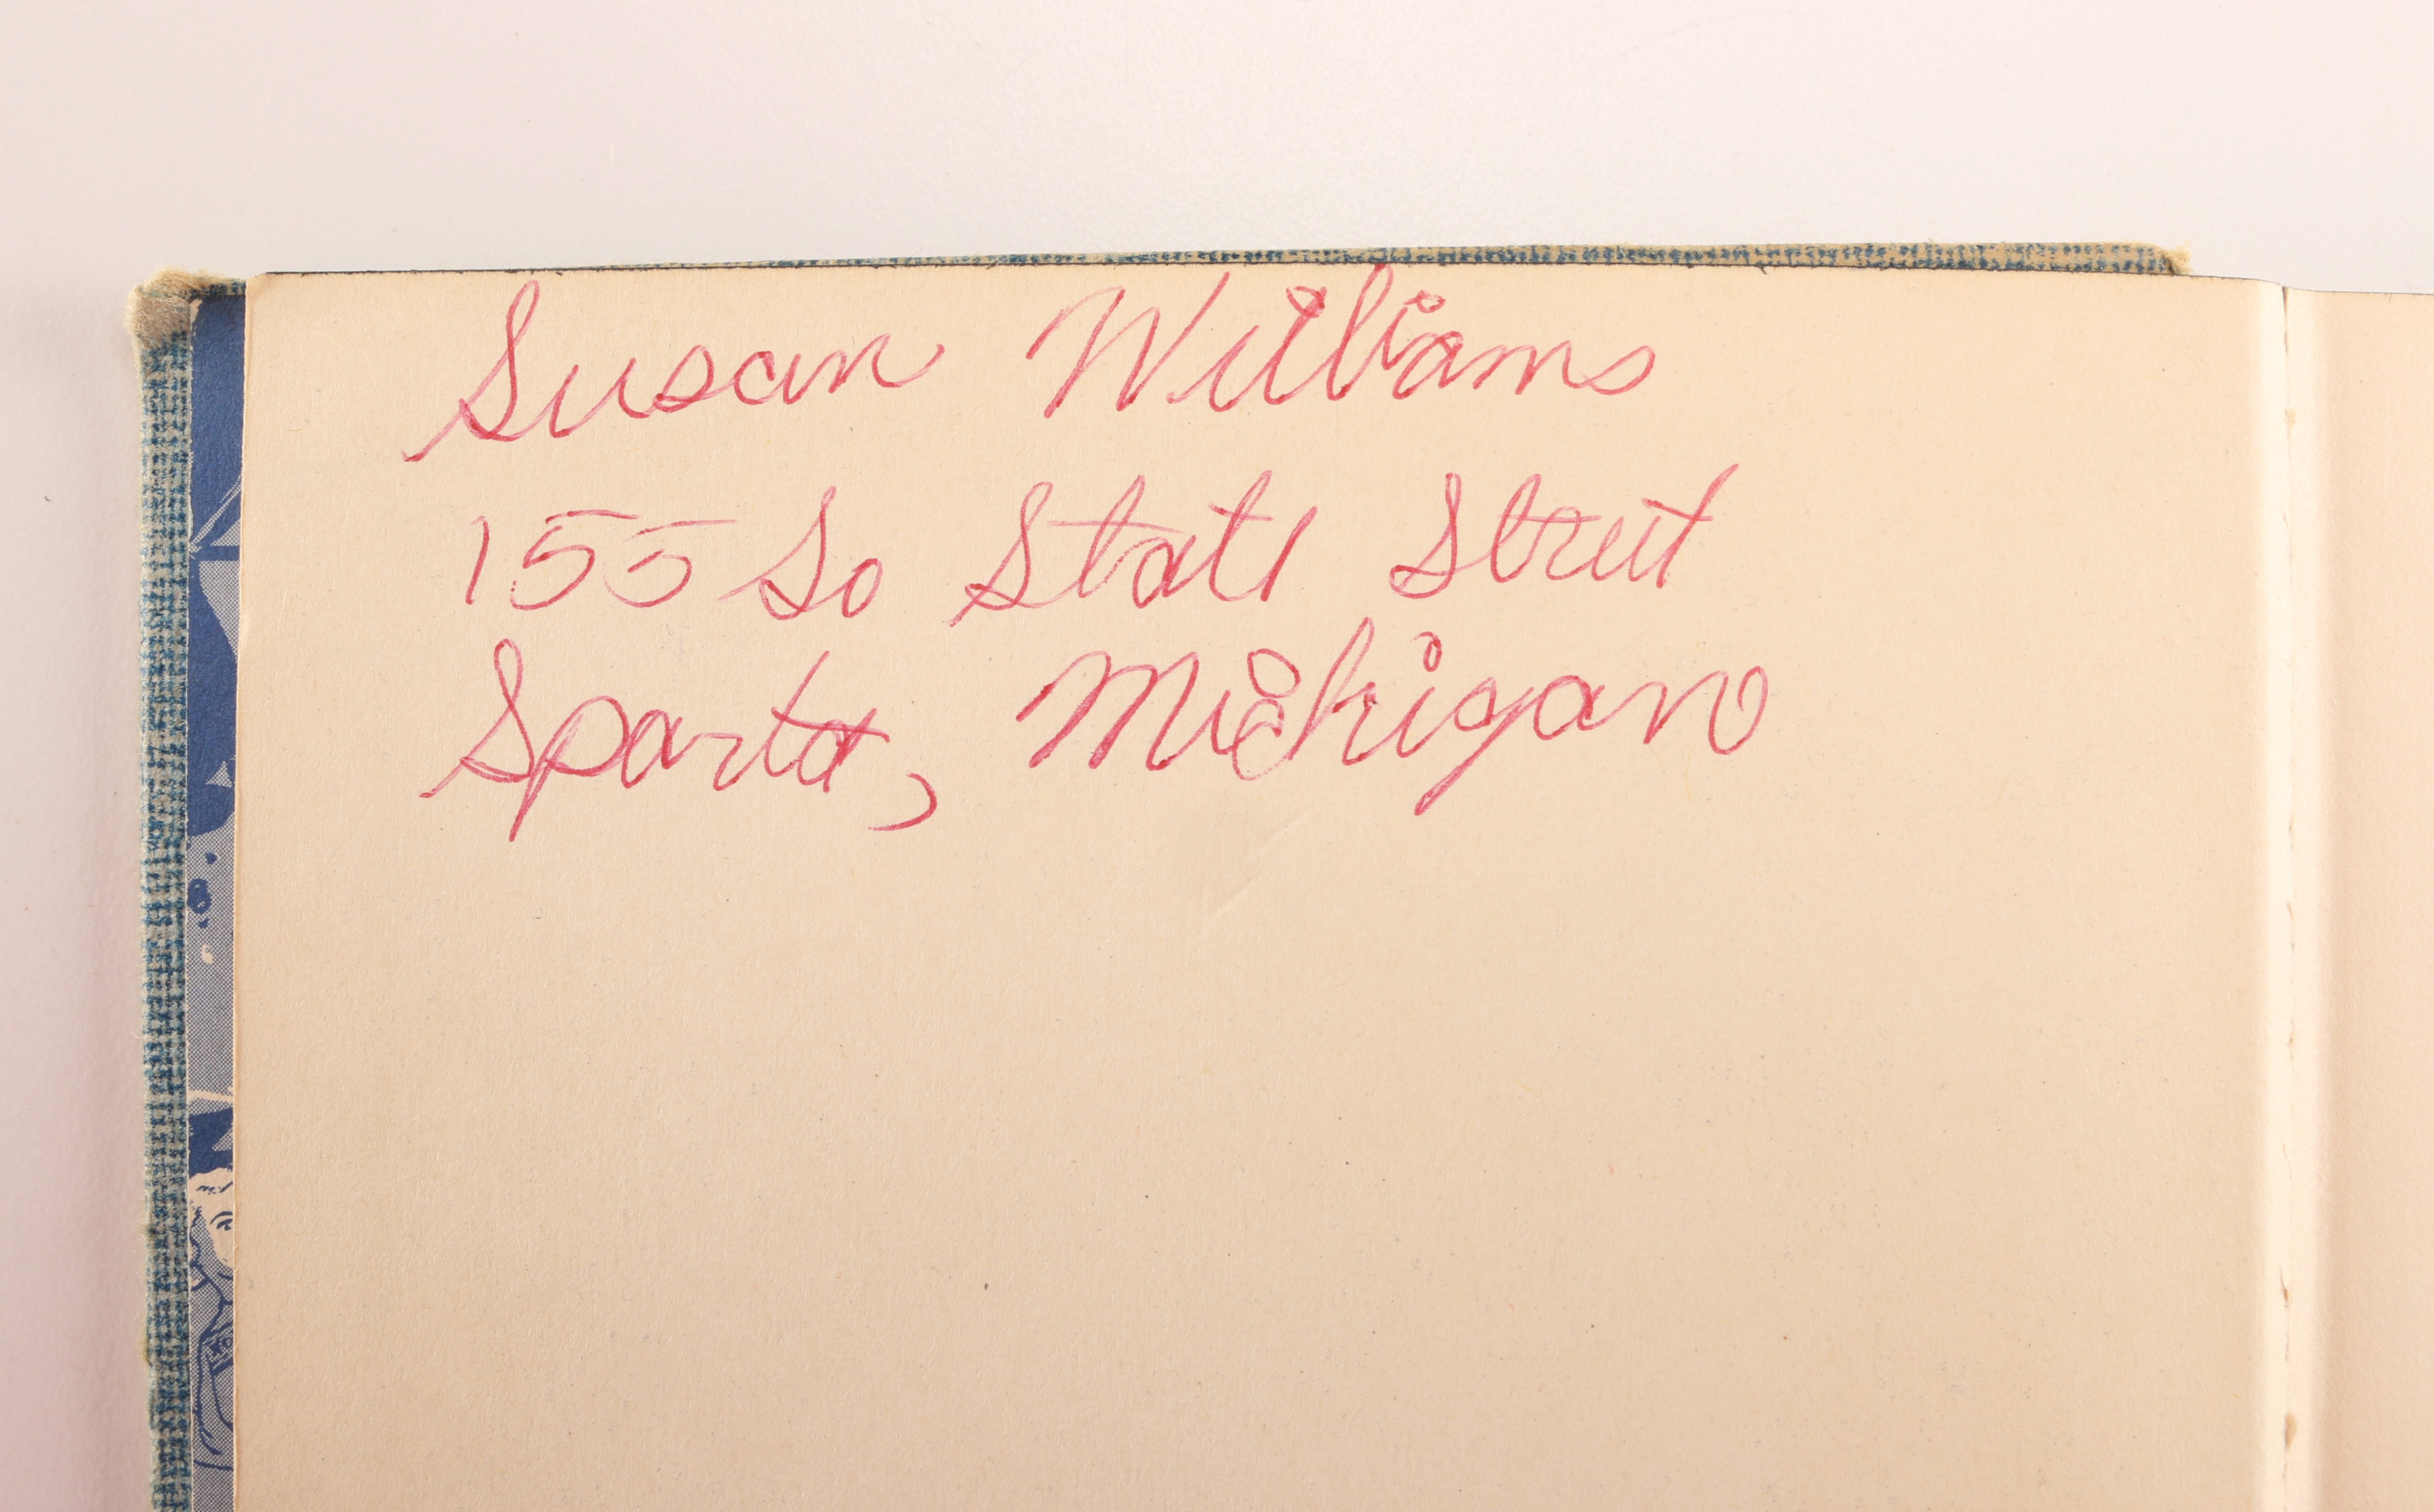 Susan Williams
155 So State Street
Sparta, Michigan